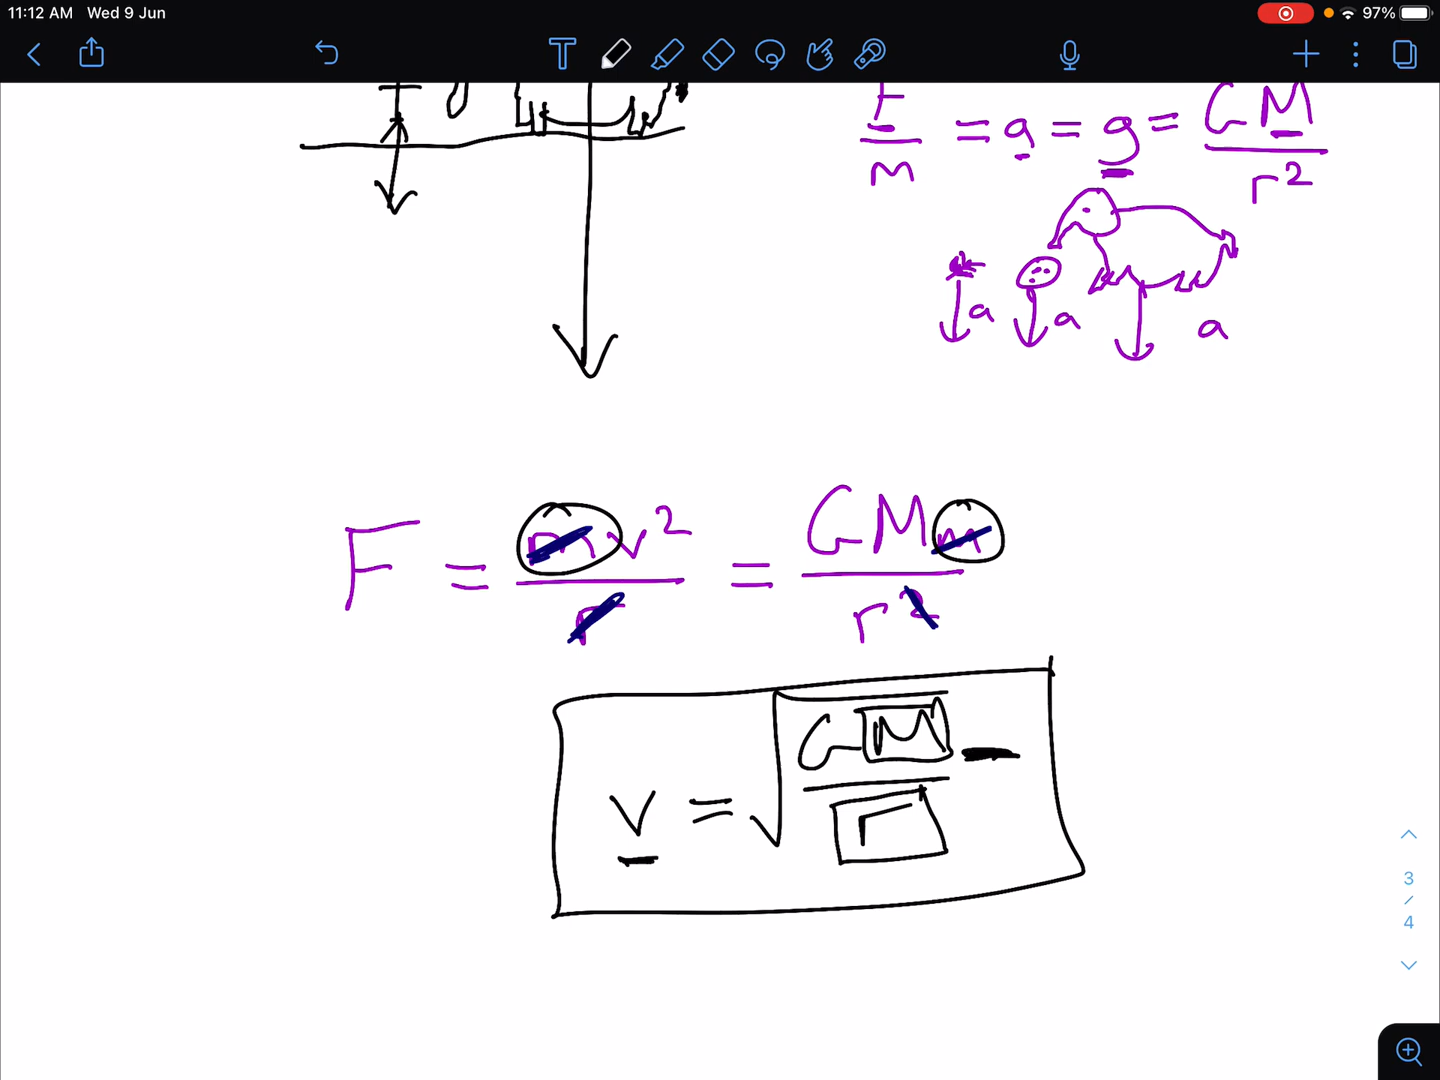 11:12 AM Wed 9 Jun 97%
F/m = a = g = GM/r²
a a a
F = mv²/r = GMm/r²
v = √(GM/r)
3
/
4